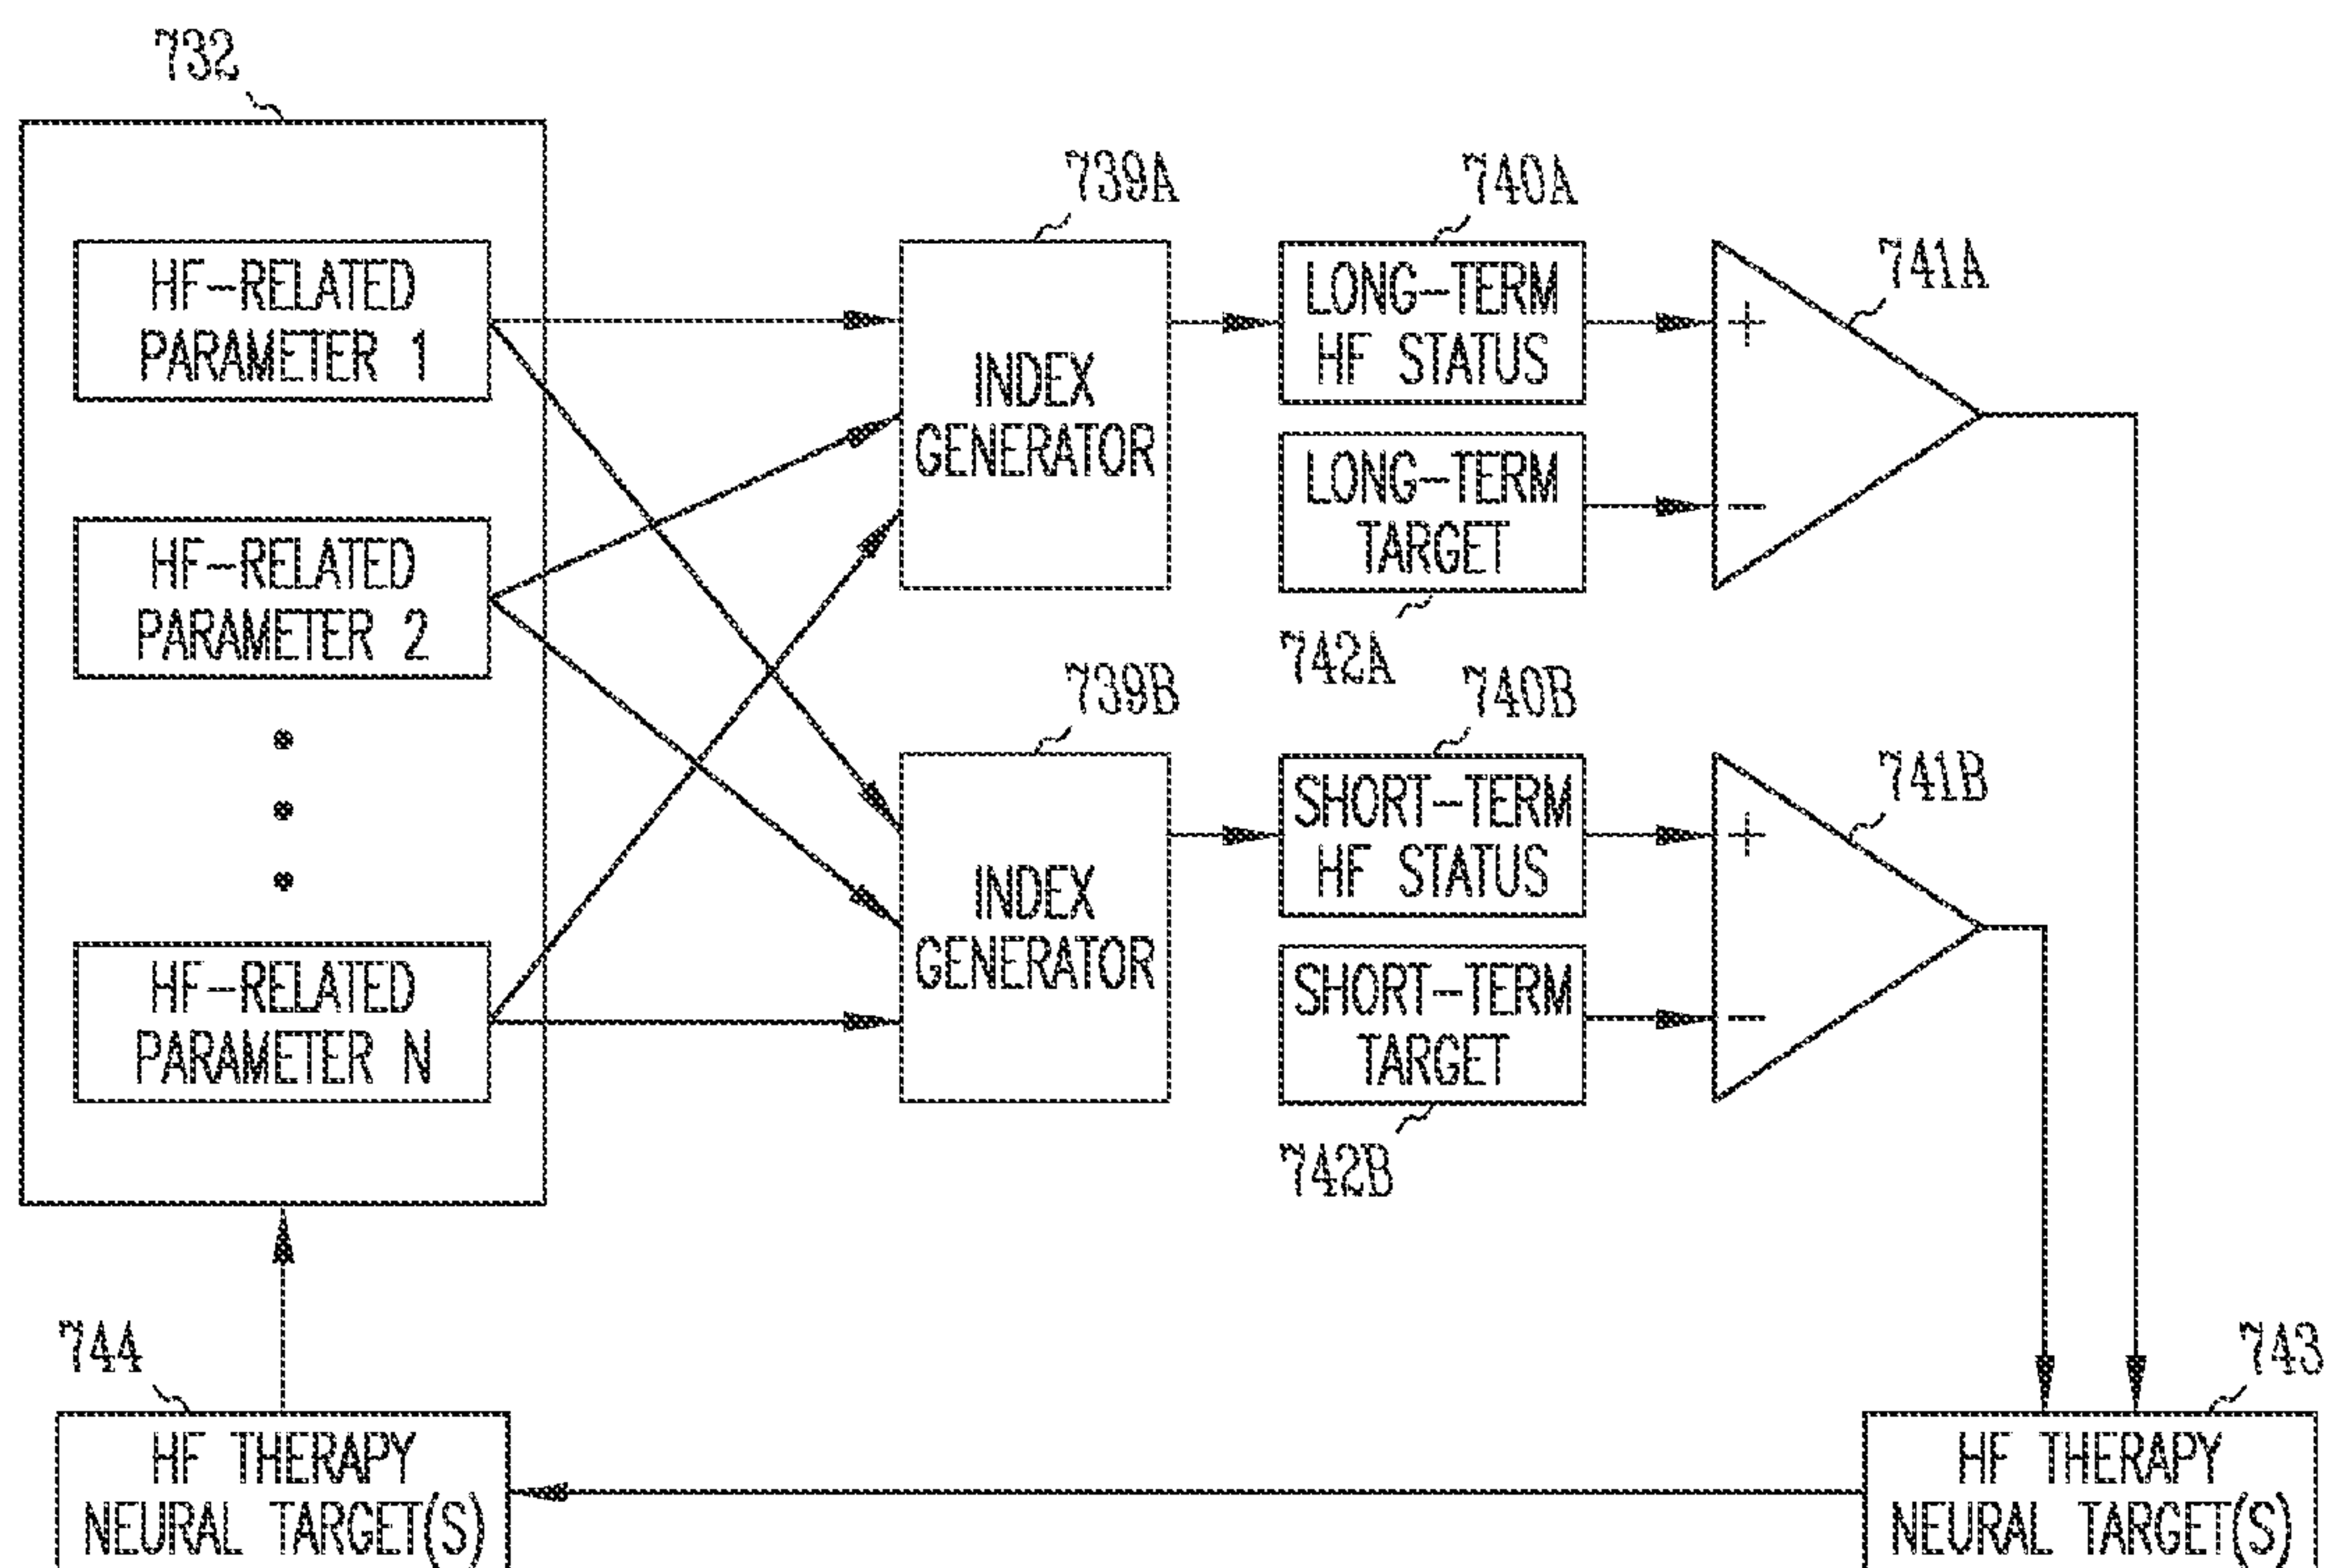 732
739A
740A
741A
HF-RELATED
PARAMETER 1
INDEX
GENERATOR
LONG-TERM
HF STATUS
+
LONG-TERM
TARGET
−
742A
HF-RELATED
PARAMETER 2
739B
740B
741B
INDEX
GENERATOR
SHORT-TERM
HF STATUS
+
SHORT-TERM
TARGET
−
742B
HF-RELATED
PARAMETER N
744
HF THERAPY
NEURAL TARGET(S)
743
HF THERAPY
NEURAL TARGET(S)